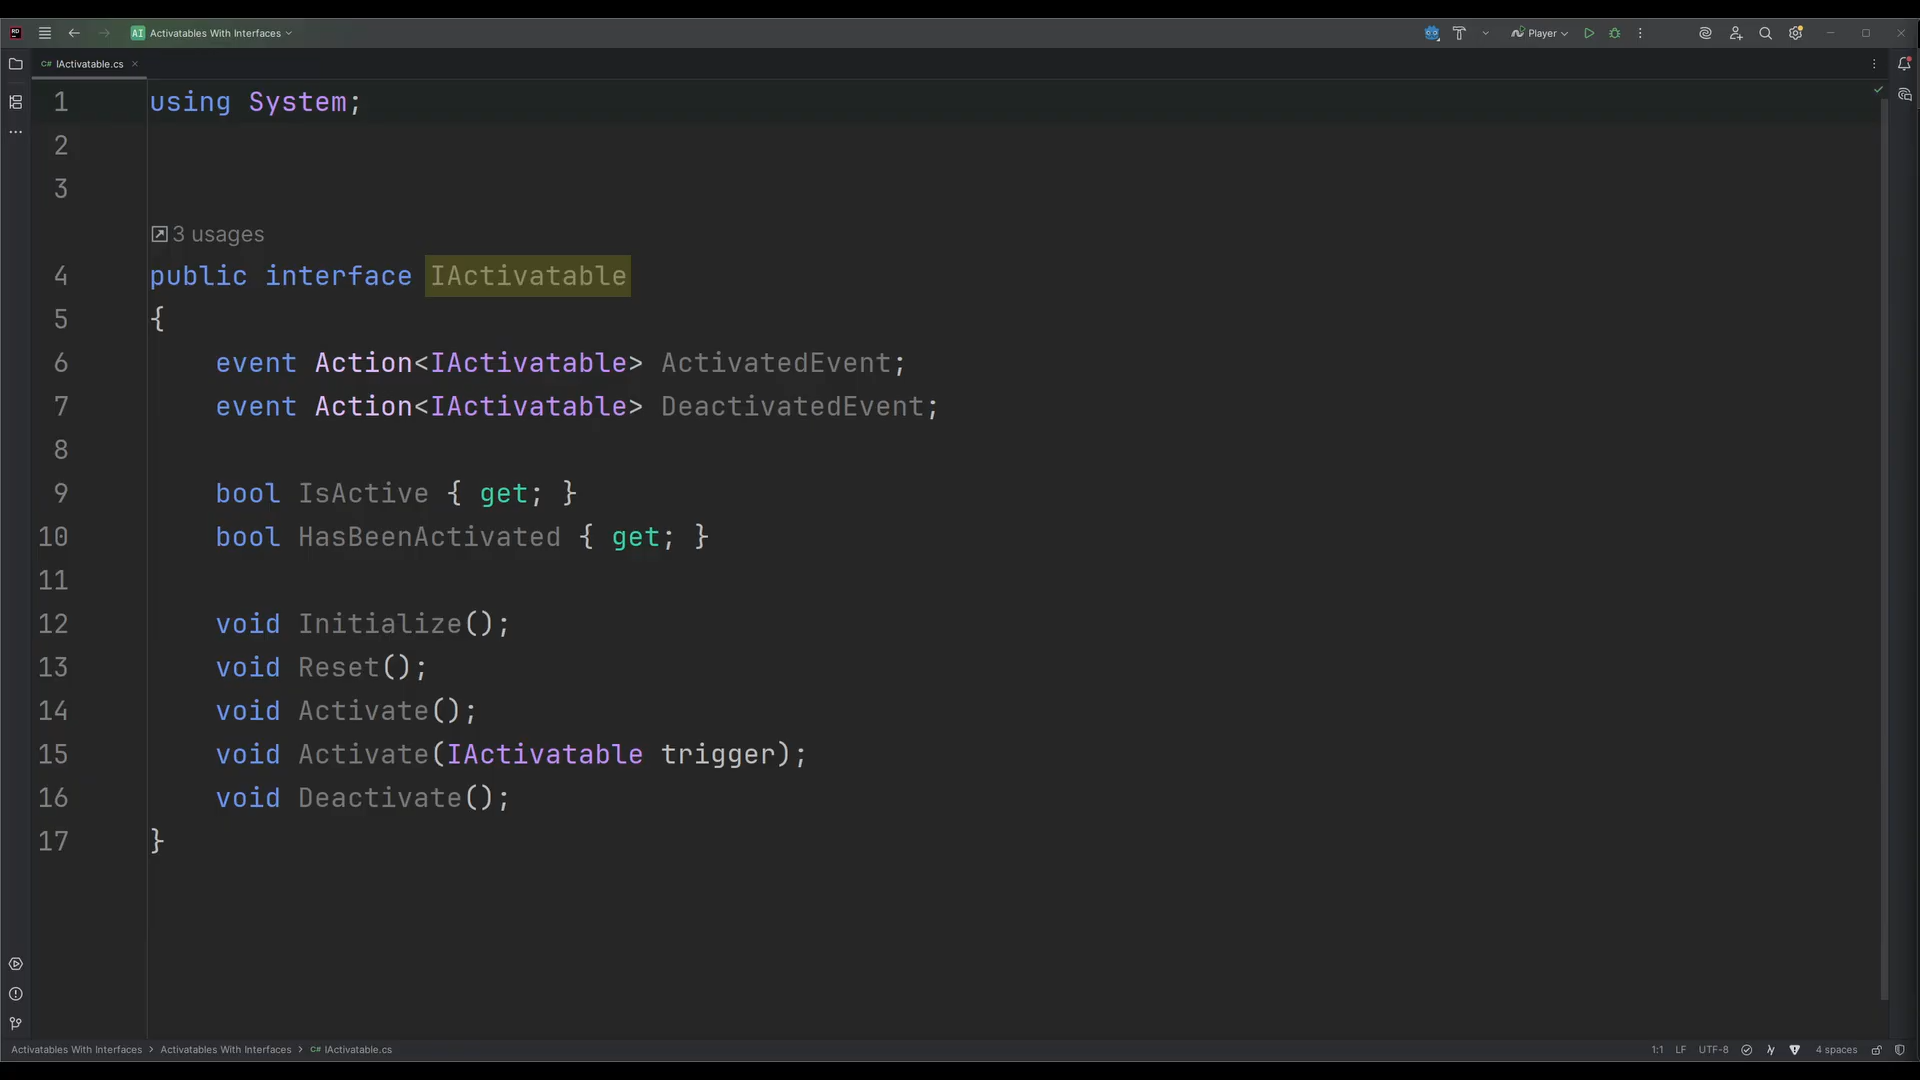 RD
AI Activatables With Interfaces
Player
C# IActivatable.cs
1 using System;
2
3
3 usages
4 public interface IActivatable
5 {
6 event Action<IActivatable> ActivatedEvent;
7 event Action<IActivatable> DeactivatedEvent;
8
9 bool IsActive { get; }
10 bool HasBeenActivated { get; }
11
12 void Initialize();
13 void Reset();
14 void Activate();
15 void Activate(IActivatable trigger);
16 void Deactivate();
17 }
Activatables With Interfaces > Activatables With Interfaces > C# IActivatable.cs
1:1 LF UTF-8 4 spaces